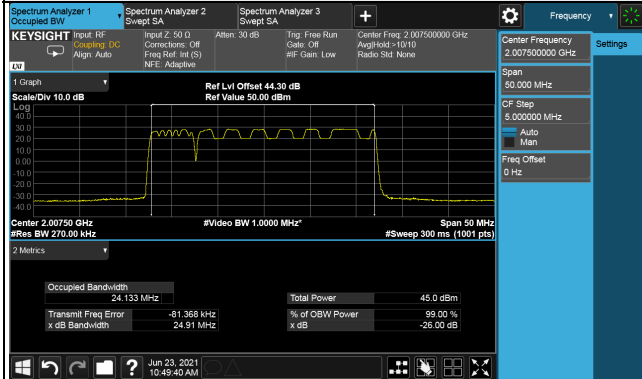 Spectrum Analyzer 1
Occupied BW
Spectrum Analyzer 2
Swept SA
Spectrum Analyzer 3
Swept SA
+
Frequency
KEYSIGHT
Input: RF
Coupling: DC
Align: Auto
LXI
Input Z: 50 Ω
Corrections: Off
Freq Ref: Int (S)
NFE: Adaptive
Atten: 30 dB
Trig: Free Run
Gate: Off
#IF Gain: Low
Center Freq: 2.007500000 GHz
Avg|Hold:>10/10
Radio Std: None
Center Frequency
2.007500000 GHz
Settings
Span
50.000 MHz
CF Step
5.000000 MHz
Auto
Man
Freq Offset
0 Hz
1 Graph
Scale/Div 10.0 dB
Ref Lvl Offset 44.30 dB
Ref Value 50.00 dBm
Log
40.0
30.0
20.0
10.0
0.00
-10.0
-20.0
-30.0
-40.0
Center 2.00750 GHz
#Video BW 1.0000 MHz*
Span 50 MHz
#Res BW 270.00 kHz
#Sweep 300 ms (1001 pts)
2 Metrics
Occupied Bandwidth
24.133 MHz
Total Power
45.0 dBm
Transmit Freq Error
-81.368 kHz
% of OBW Power
99.00 %
x dB Bandwidth
24.91 MHz
x dB
-26.00 dB
?
Jun 23, 2021
10:49:40 AM